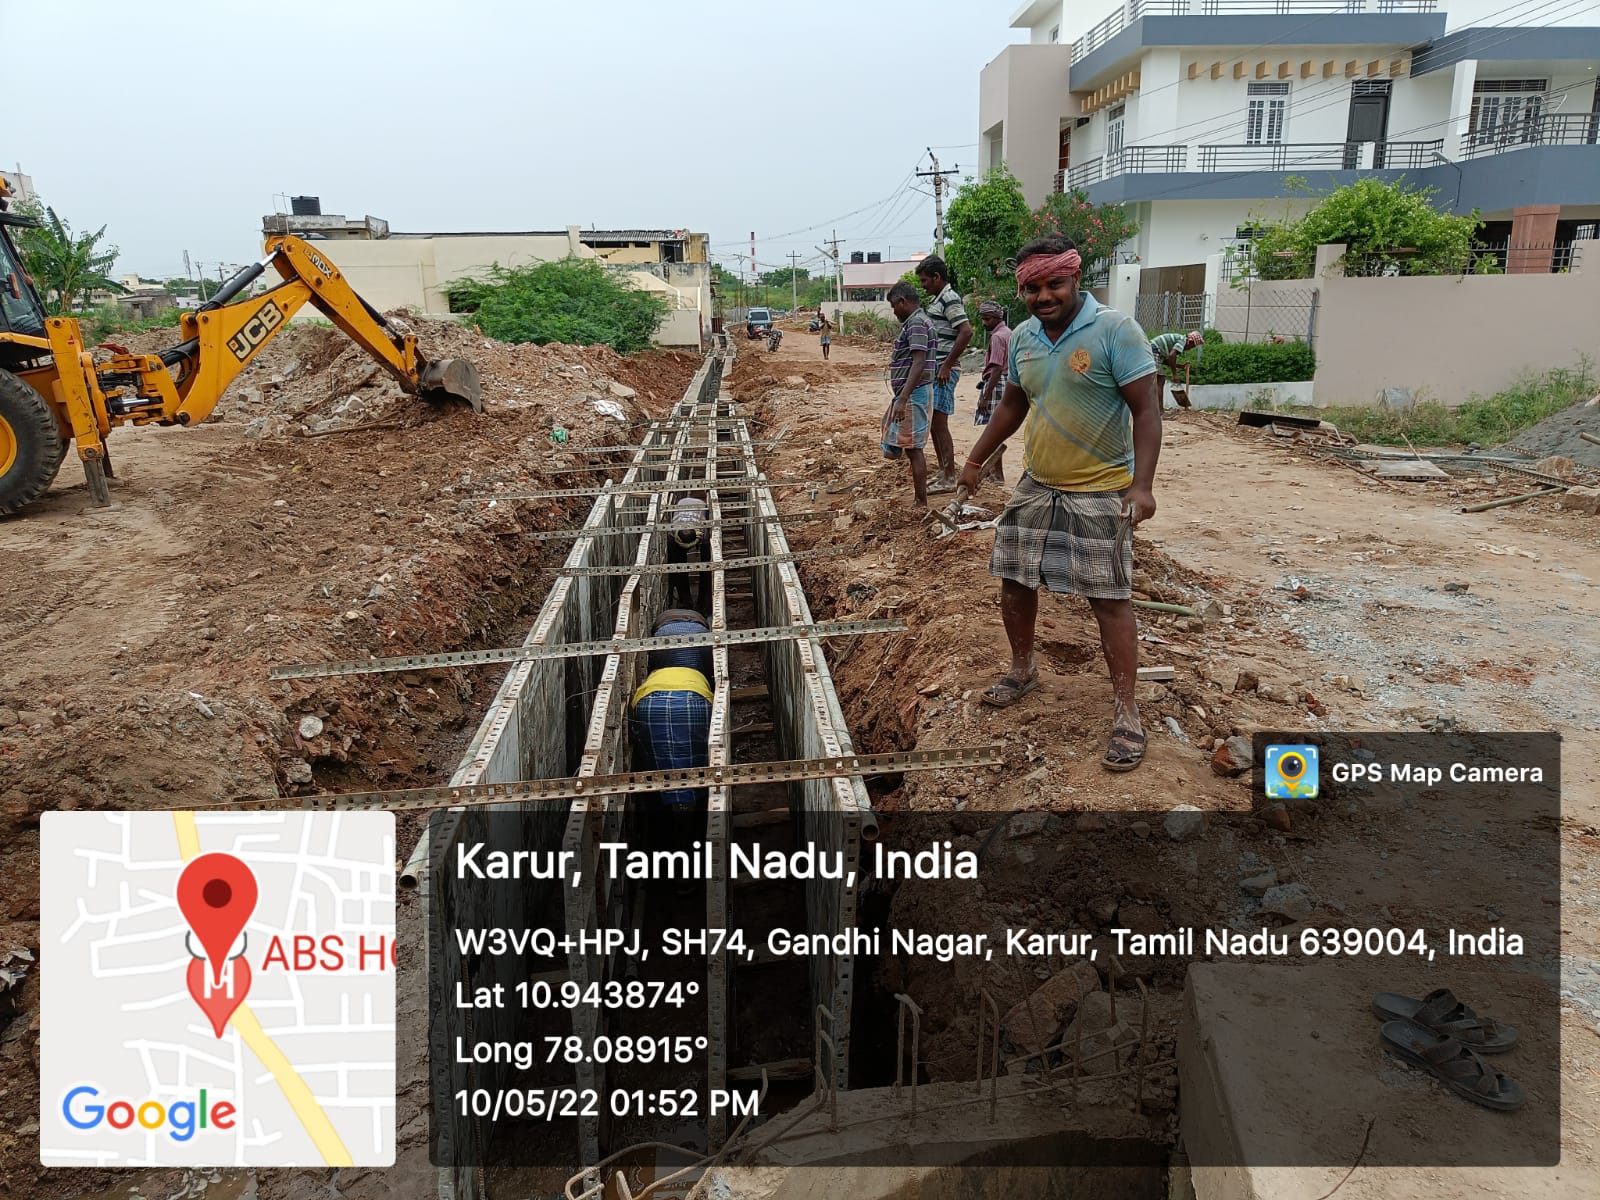 JCB
GPS Map Camera
Karur, Tamil Nadu, India
W3VQ+HPJ, SH74, Gandhi Nagar, Karur, Tamil Nadu 639004, India
Lat 10.943874°
Long 78.08915°
10/05/22 01:52 PM
ABS
Google